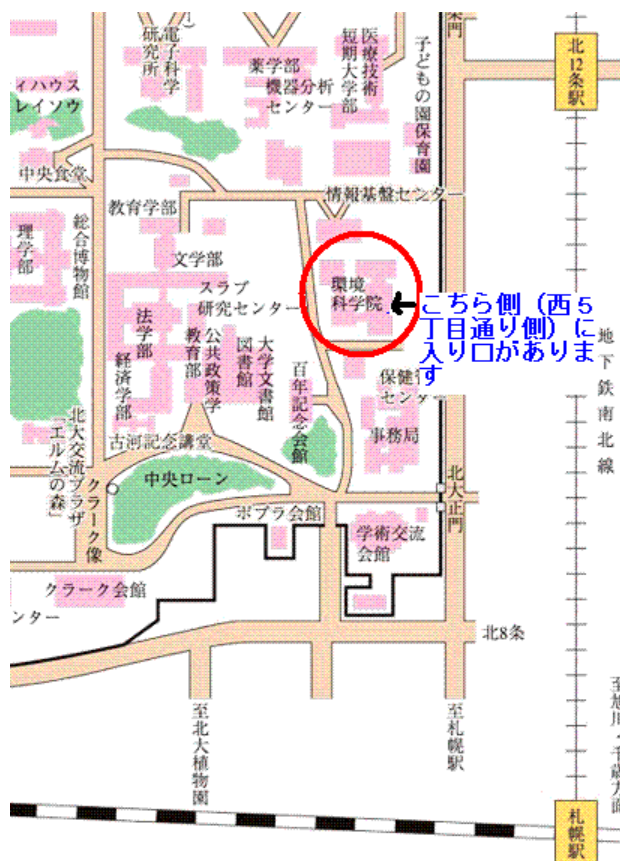 北12条駅
電子科学
研究所
薬学部
機器分析
センター
医療技術
短期大学部
子どもの園保育園
ィハウス
レイソウ
中央食堂
情報基盤センター
教育学部
理学部
総合博物館
文学部
スラブ
研究センター
環境
科学院
こちら側（西５
丁目通り側）に
入り口がありま
す
法学部
経済学部
公共政策学
教育部
図書館
大学文書館
百年記念会館
保健
センター
事務局
地下鉄南北線
古河記念講堂
中央ローン
北大交流プラザ
「エルムの森」
クラーク像
ポプラ会館
学術交流
会館
北大正門
クラーク会館
ンター
北8条
至北大植物園
至札幌駅
至旭川・千歳方面
札幌駅